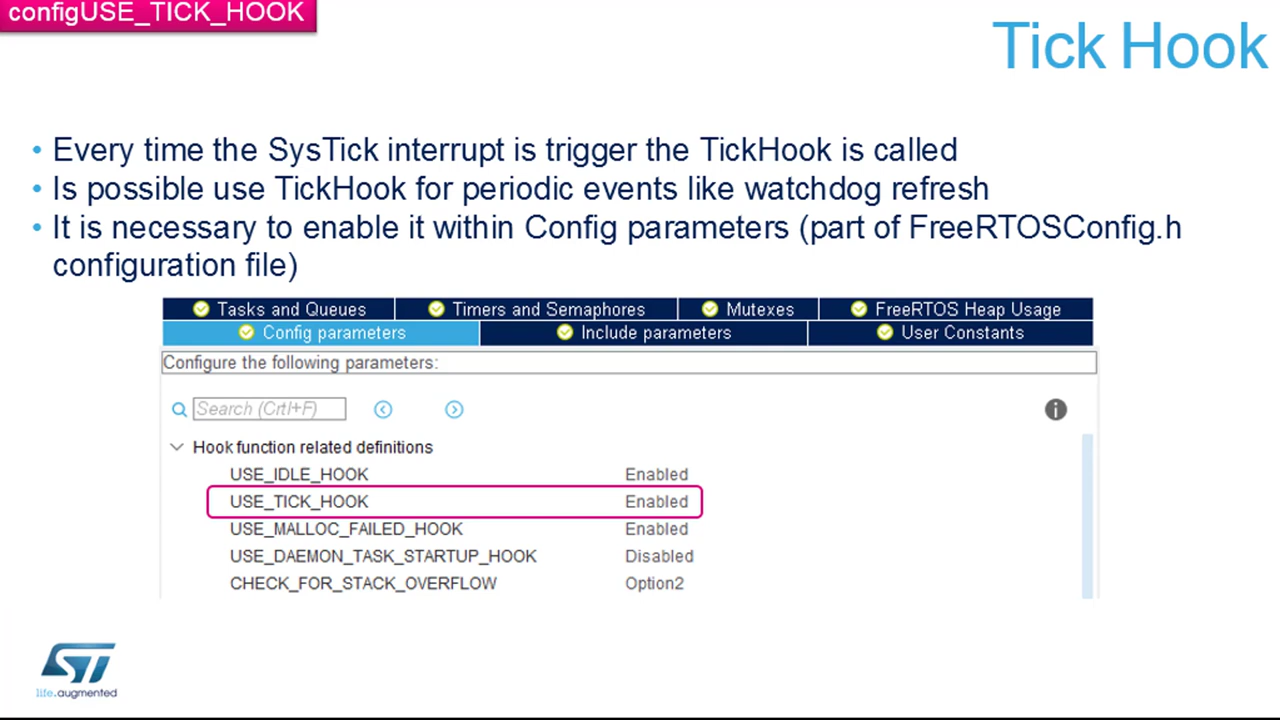 configUSE_TICK_HOOK
Tick Hook
• Every time the SysTick interrupt is trigger the TickHook is called
• Is possible use TickHook for periodic events like watchdog refresh
• It is necessary to enable it within Config parameters (part of FreeRTOSConfig.h
configuration file)
Tasks and Queues Timers and Semaphores Mutexes FreeRTOS Heap Usage
Config parameters Include parameters User Constants
Configure the following parameters:
Search (Crtl+F)
Hook function related definitions
USE_IDLE_HOOK Enabled
USE_TICK_HOOK Enabled
USE_MALLOC_FAILED_HOOK Enabled
USE_DAEMON_TASK_STARTUP_HOOK Disabled
CHECK_FOR_STACK_OVERFLOW Option2
ST
life.augmented